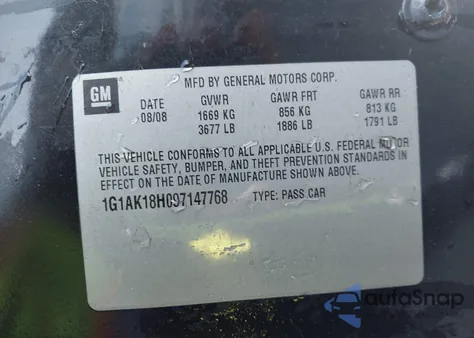 GM
MFD BY GENERAL MOTORS CORP.
DATE GVWR GAWR FRT GAWR RR
08/08 1669 KG 856 KG 813 KG
3677 LB 1886 LB 1791 LB
THIS VEHICLE CONFORMS TO ALL APPLICABLE U.S. FEDERAL MOTOR
VEHICLE SAFETY, BUMPER, AND THEFT PREVENTION STANDARDS IN
EFFECT ON THE DATE OF MANUFACTURE SHOWN ABOVE.
1G1AK18H097147768 TYPE: PASS CAR
autoSnap